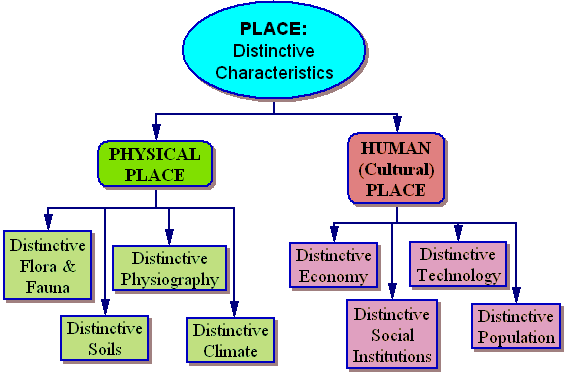 PLACE:
Distinctive
Characteristics
PHYSICAL
PLACE
HUMAN
(Cultural)
PLACE
Distinctive
Flora &
Fauna
Distinctive
Physiography
Distinctive
Soils
Distinctive
Climate
Distinctive
Economy
Distinctive
Technology
Distinctive
Social
Institutions
Distinctive
Population